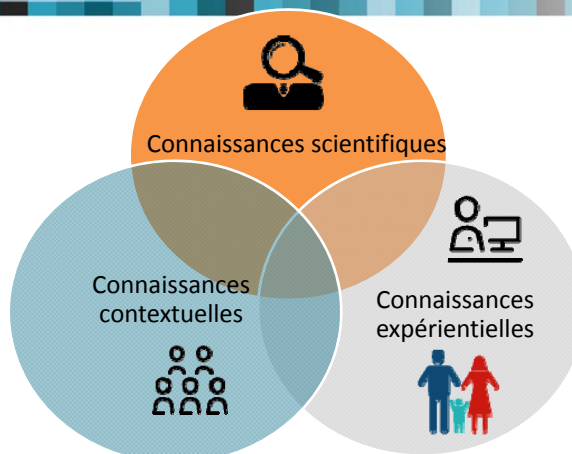 Connaissances scientifiques
Connaissances
contextuelles
Connaissances
expérientielles